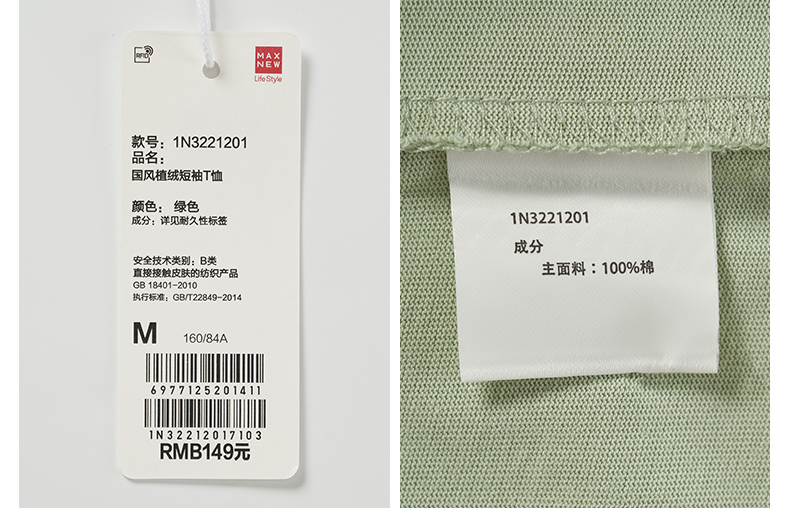 RFID
MAX
NEW
Life Style
款号：1N3221201
品名：
国风植绒短袖T恤
颜色：绿色
成分：详见耐久性标签
安全技术类别：B类
直接接触皮肤的纺织产品
GB 18401-2010
执行标准：GB/T22849-2014
M 160/84A
6977125201411
1N32212017103
RMB149元
1N3221201
成分
主面料：100%棉